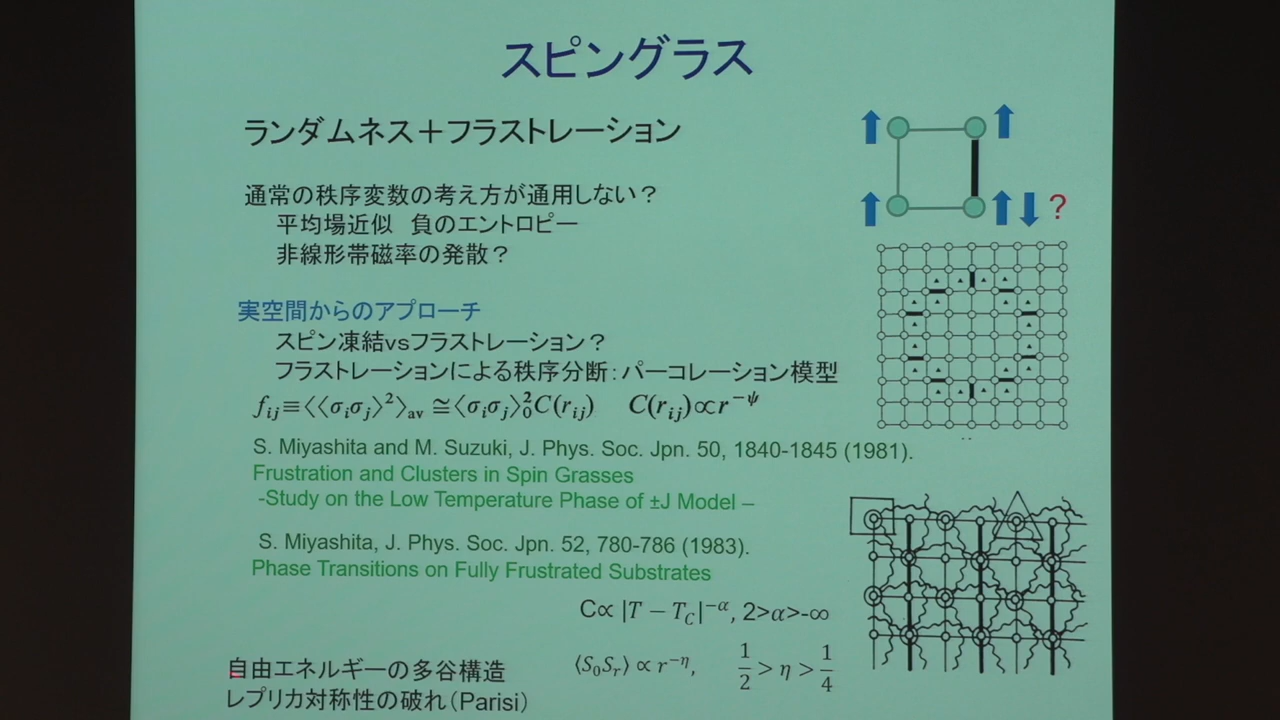 スピングラス
ランダムネス＋フラストレーション
通常の秩序変数の考え方が通用しない？
平均場近似　負のエントロピー
非線形帯磁率の発散？
?
実空間からのアプローチ
スピン凍結vsフラストレーション？
フラストレーションによる秩序分断：パーコレーション模型
f_{ij}≡⟨⟨σ_iσ_j⟩²⟩_{av}≅⟨σ_iσ_j⟩₀²C(r_{ij})　C(r_{ij})∝r^{−ψ}
S. Miyashita and M. Suzuki, J. Phys. Soc. Jpn. 50, 1840-1845 (1981).
Frustration and Clusters in Spin Grasses
-Study on the Low Temperature Phase of ±J Model –
S. Miyashita, J. Phys. Soc. Jpn. 52, 780-786 (1983).
Phase Transitions on Fully Frustrated Substrates
C∝ |T − T_C|^{−α}, 2>α>-∞
⟨S₀S_r⟩ ∝ r^{−η}, 1/2 > η > 1/4
自由エネルギーの多谷構造
レプリカ対称性の破れ（Parisi）